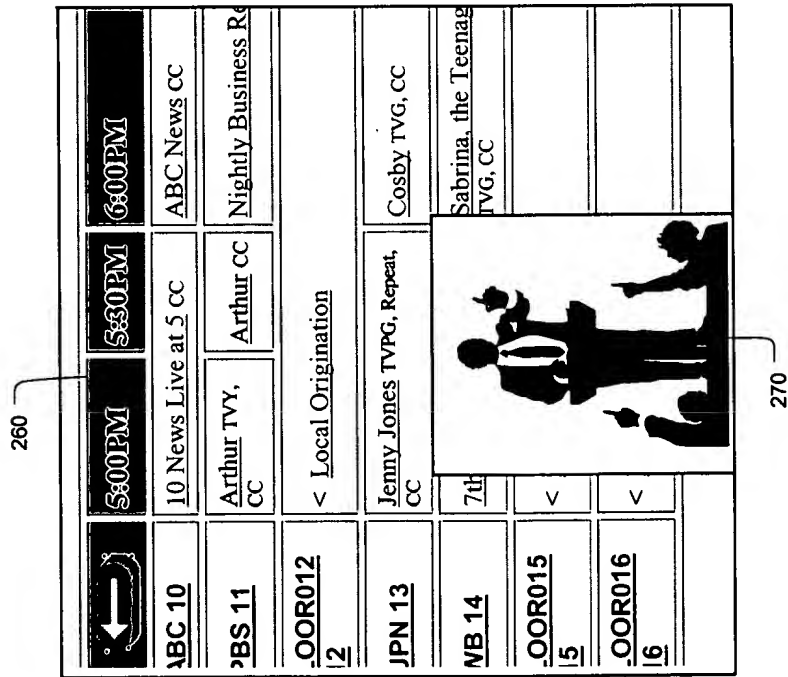 260
5:00PM 5:30PM 6:00PM
ABC 10 10 News Live at 5 CC ABC News CC
PBS 11 Arthur TVY, Arthur CC Nightly Business Re
CC
.OOR012 < Local Origination
12
JPN 13 Jenny Jones TVPG, Repeat, Cosby TVG, CC
CC
WB 14 7th Sabrina, the Teenag
TVG, CC
.OOR015 <
15
.OOR016 <
16
270